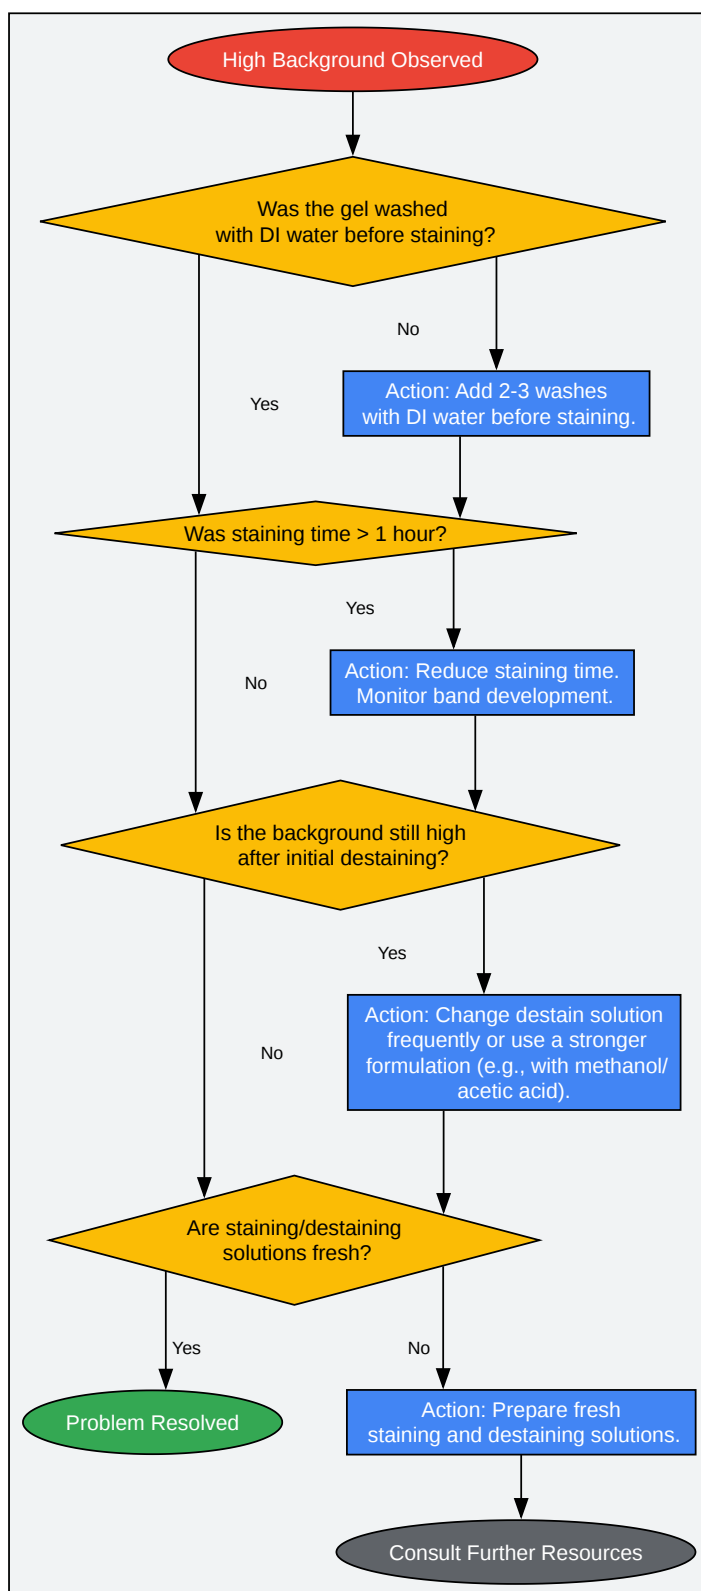 High Background Observed
Was the gel washed
with DI water before staining?
No
Action: Add 2-3 washes
with DI water before staining.
Yes
Was staining time > 1 hour?
Yes
Action: Reduce staining time.
Monitor band development.
No
Is the background still high
after initial destaining?
Yes
Action: Change destain solution
frequently or use a stronger
formulation (e.g., with methanol/
acetic acid).
No
Are staining/destaining
solutions fresh?
Yes
No
Problem Resolved
Action: Prepare fresh
staining and destaining solutions.
Consult Further Resources